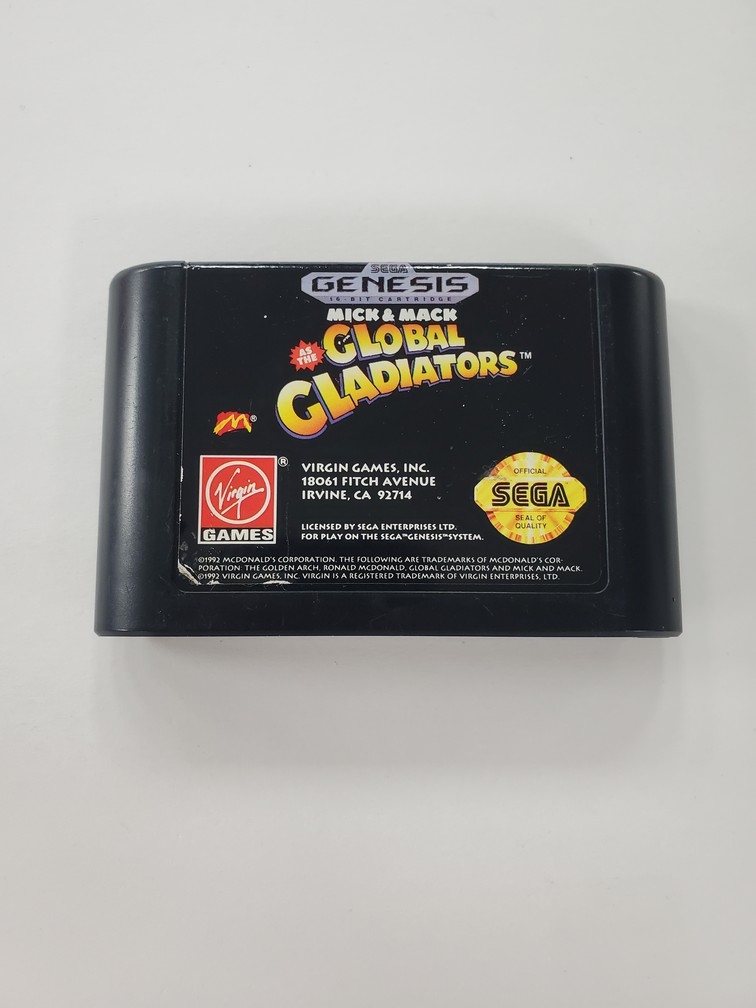 SEGA
GENESIS
16-BIT CARTRIDGE
MICK & MACK
AS THE
GLOBAL
GLADIATORS™
M®
Virgin®
GAMES
VIRGIN GAMES, INC.
18061 FITCH AVENUE
IRVINE, CA 92714
LICENSED BY SEGA ENTERPRISES LTD.
FOR PLAY ON THE SEGA™GENESIS™SYSTEM.
OFFICIAL
SEGA
SEAL OF
QUALITY
©1992 MCDONALD'S CORPORATION. THE FOLLOWING ARE TRADEMARKS OF MCDONALD'S COR-
PORATION: THE GOLDEN ARCH, RONALD MCDONALD, GLOBAL GLADIATORS AND MICK AND MACK.
©1992 VIRGIN GAMES, INC. VIRGIN IS A REGISTERED TRADEMARK OF VIRGIN ENTERPRISES, LTD.